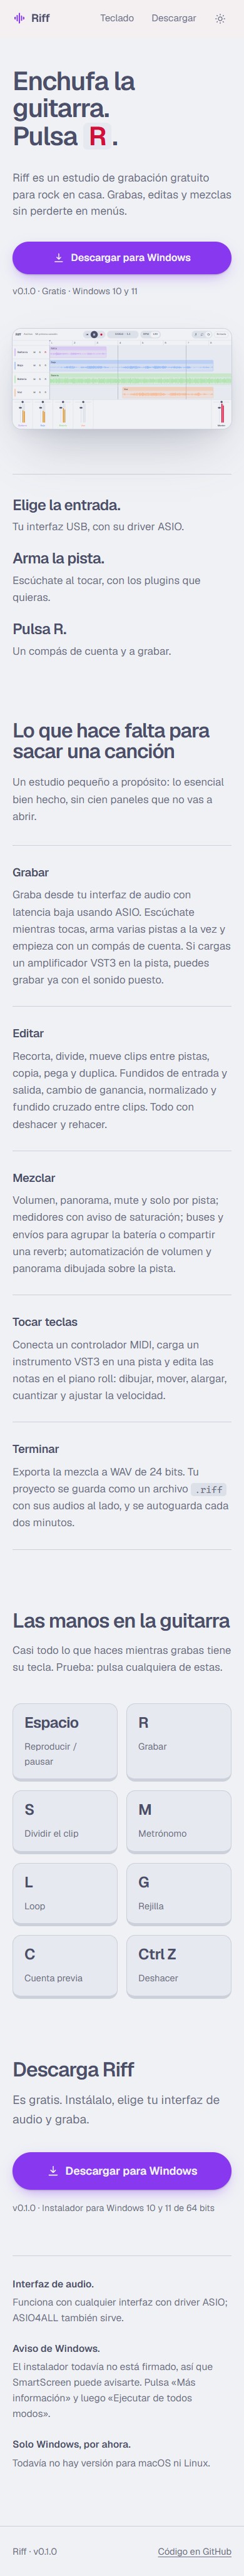 Riff
Teclado
Descargar
Enchufa la
guitarra.
Pulsa R.
Riff es un estudio de grabación gratuito
para rock en casa. Grabas, editas y mezclas
sin perderte en menús.
Descargar para Windows
v0.1.0 · Gratis · Windows 10 y 11
Elige la entrada.
Tu interfaz USB, con su driver ASIO.
Arma la pista.
Escúchate al tocar, con los plugins que
quieras.
Pulsa R.
Un compás de cuenta y a grabar.
Lo que hace falta para
sacar una canción
Un estudio pequeño a propósito: lo esencial
bien hecho, sin cien paneles que no vas a
abrir.
Grabar
Graba desde tu interfaz de audio con
latencia baja usando ASIO. Escúchate
mientras tocas, arma varias pistas a la vez y
empieza con un compás de cuenta. Si cargas
un amplificador VST3 en la pista, puedes
grabar ya con el sonido puesto.
Editar
Recorta, divide, mueve clips entre pistas,
copia, pega y duplica. Fundidos de entrada y
salida, cambio de ganancia, normalizado y
fundido cruzado entre clips. Todo con
deshacer y rehacer.
Mezclar
Volumen, panorama, mute y solo por pista;
medidores con aviso de saturación; buses y
envíos para agrupar la batería o compartir
una reverb; automatización de volumen y
panorama dibujada sobre la pista.
Tocar teclas
Conecta un controlador MIDI, carga un
instrumento VST3 en una pista y edita las
notas en el piano roll: dibujar, mover, alargar,
cuantizar y ajustar la velocidad.
Terminar
Exporta la mezcla a WAV de 24 bits. Tu
proyecto se guarda como un archivo .riff
con sus audios al lado, y se autoguarda cada
dos minutos.
Las manos en la guitarra
Casi todo lo que haces mientras grabas tiene
su tecla. Prueba: pulsa cualquiera de estas.
Espacio
Reproducir /
pausar
R
Grabar
S
Dividir el clip
M
Metrónomo
L
Loop
G
Rejilla
C
Cuenta previa
Ctrl Z
Deshacer
Descarga Riff
Es gratis. Instálalo, elige tu interfaz de
audio y graba.
Descargar para Windows
v0.1.0 · Instalador para Windows 10 y 11 de 64 bits
Interfaz de audio.
Funciona con cualquier interfaz con driver ASIO;
ASIO4ALL también sirve.
Aviso de Windows.
El instalador todavía no está firmado, así que
SmartScreen puede avisarte. Pulsa «Más
información» y luego «Ejecutar de todos
modos».
Solo Windows, por ahora.
Todavía no hay versión para macOS ni Linux.
Riff · v0.1.0
Código en GitHub